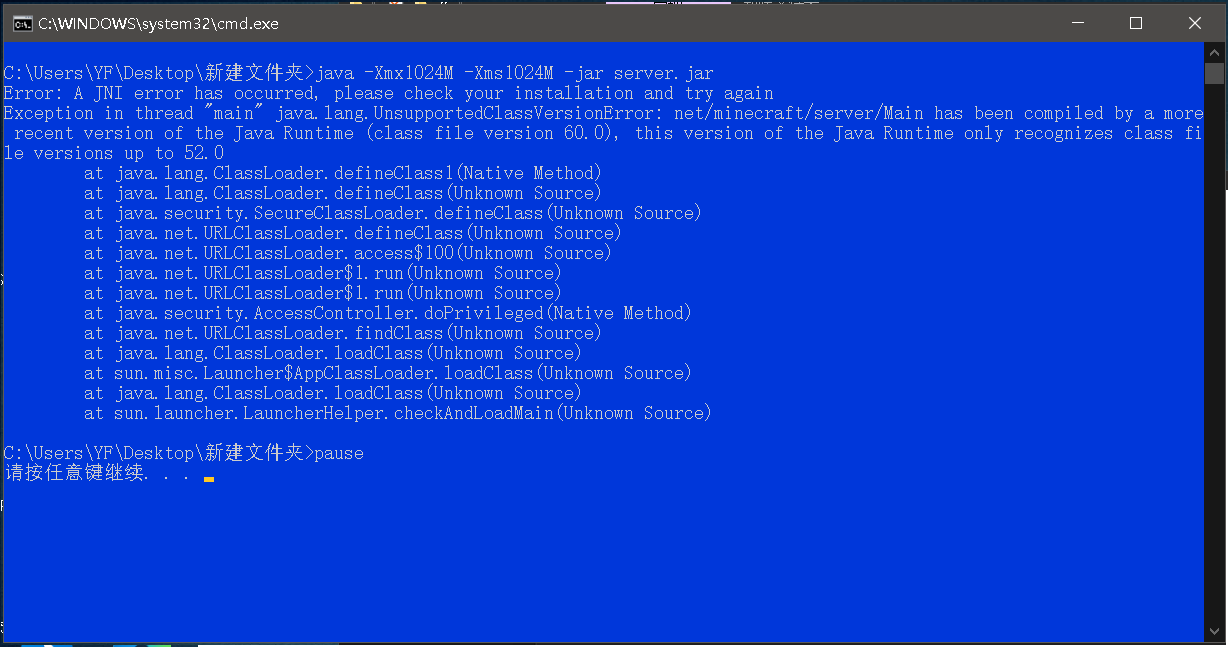 C:\WINDOWS\system32\cmd.exe
C:\Users\YF\Desktop\新建文件夹>java -Xmx1024M -Xms1024M -jar server.jar
Error: A JNI error has occurred, please check your installation and try again
Exception in thread "main" java.lang.UnsupportedClassVersionError: net/minecraft/server/Main has been compiled by a more
 recent version of the Java Runtime (class file version 60.0), this version of the Java Runtime only recognizes class fi
le versions up to 52.0
        at java.lang.ClassLoader.defineClass1(Native Method)
        at java.lang.ClassLoader.defineClass(Unknown Source)
        at java.security.SecureClassLoader.defineClass(Unknown Source)
        at java.net.URLClassLoader.defineClass(Unknown Source)
        at java.net.URLClassLoader.access$100(Unknown Source)
        at java.net.URLClassLoader$1.run(Unknown Source)
        at java.net.URLClassLoader$1.run(Unknown Source)
        at java.security.AccessController.doPrivileged(Native Method)
        at java.net.URLClassLoader.findClass(Unknown Source)
        at java.lang.ClassLoader.loadClass(Unknown Source)
        at sun.misc.Launcher$AppClassLoader.loadClass(Unknown Source)
        at java.lang.ClassLoader.loadClass(Unknown Source)
        at sun.launcher.LauncherHelper.checkAndLoadMain(Unknown Source)
C:\Users\YF\Desktop\新建文件夹>pause
请按任意键继续. . .